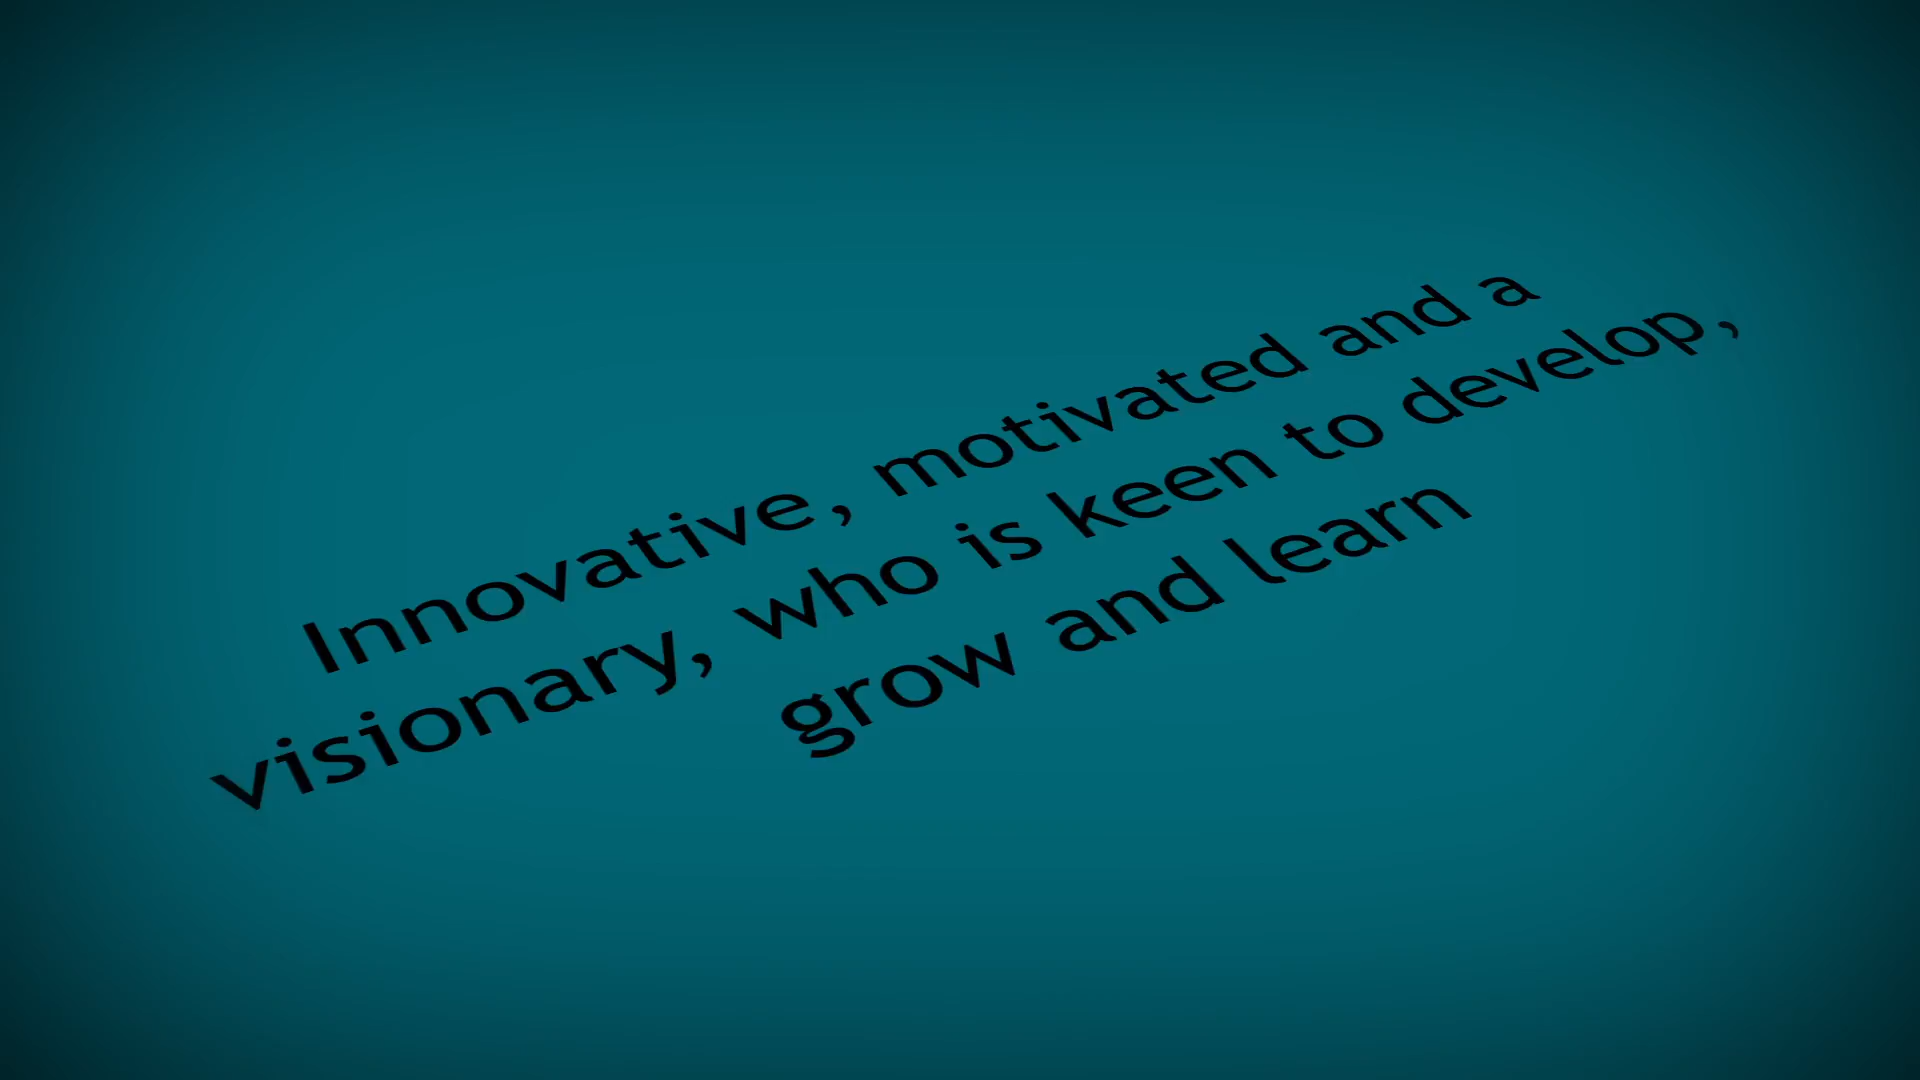 Innovative, motivated and a
visionary, who is keen to develop,
grow and learn